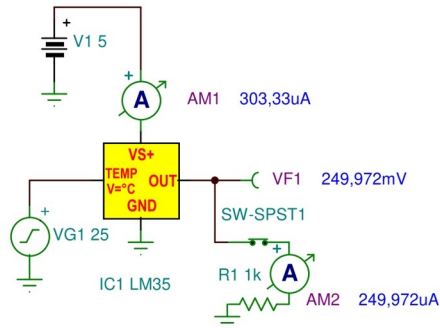 +
V1 5
+
A
AM1 303,33uA
VS+
TEMP
V=°C
OUT
GND
VF1 249,972mV
+
VG1 25
SW-SPST1
IC1 LM35
+
R1 1k
A
AM2 249,972uA